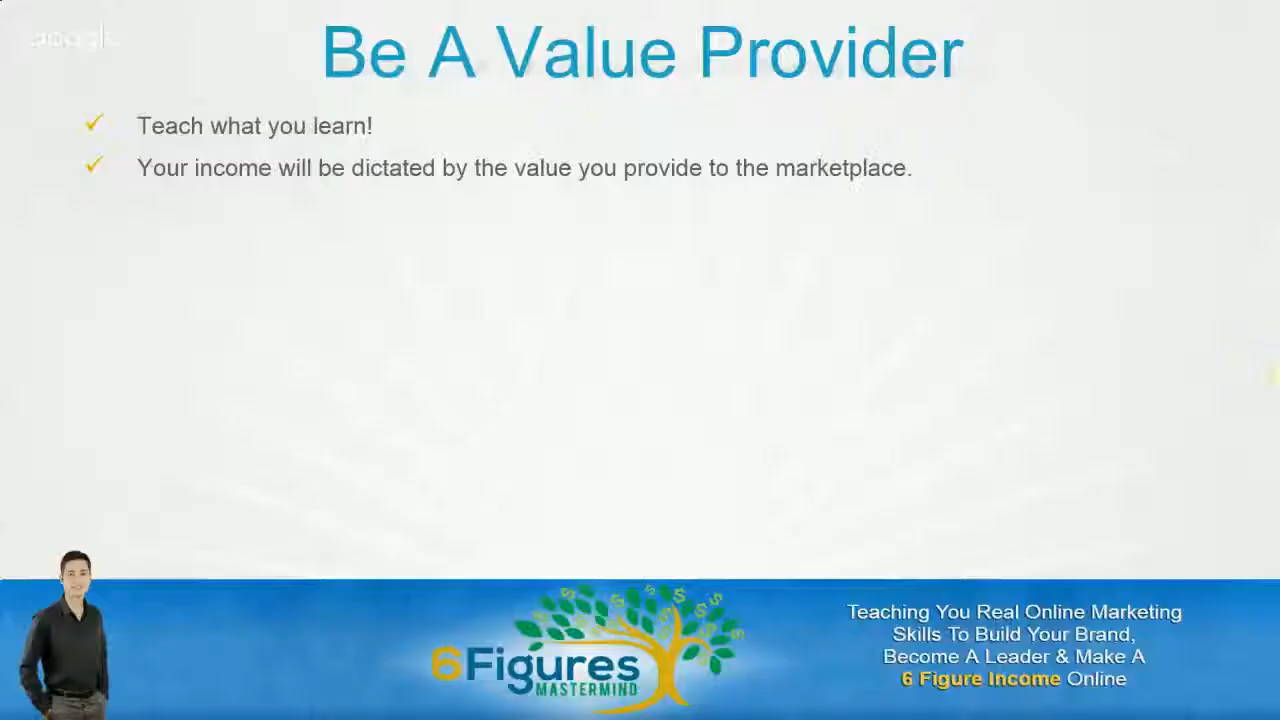 Google
Be A Value Provider
Teach what you learn!
Your income will be dictated by the value you provide to the marketplace.
6Figures
MASTERMIND
Teaching You Real Online Marketing
Skills To Build Your Brand,
Become A Leader & Make A
6 Figure Income Online